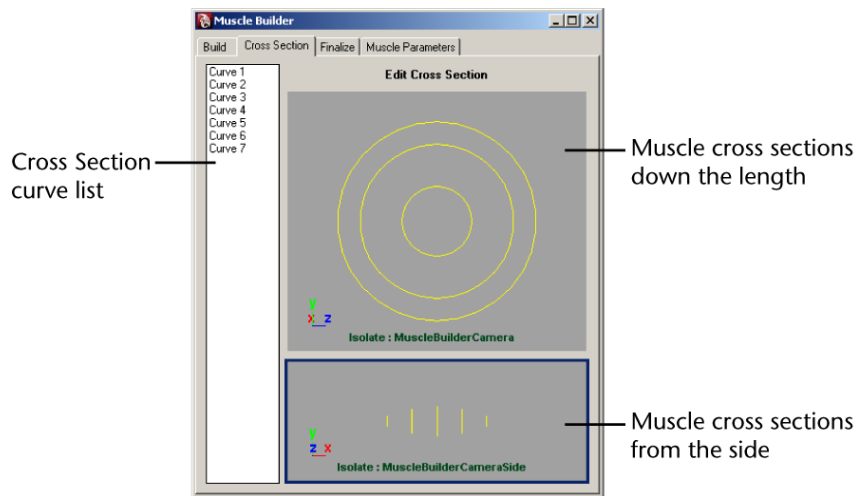 Muscle Builder
Build Cross Section Finalize Muscle Parameters
Curve 1
Curve 2
Curve 3
Curve 4
Curve 5
Curve 6
Curve 7
Edit Cross Section
y
x z
Isolate : MuscleBuilderCamera
y
z x
Isolate : MuscleBuilderCameraSide
Cross Section
curve list
Muscle cross sections
down the length
Muscle cross sections
from the side